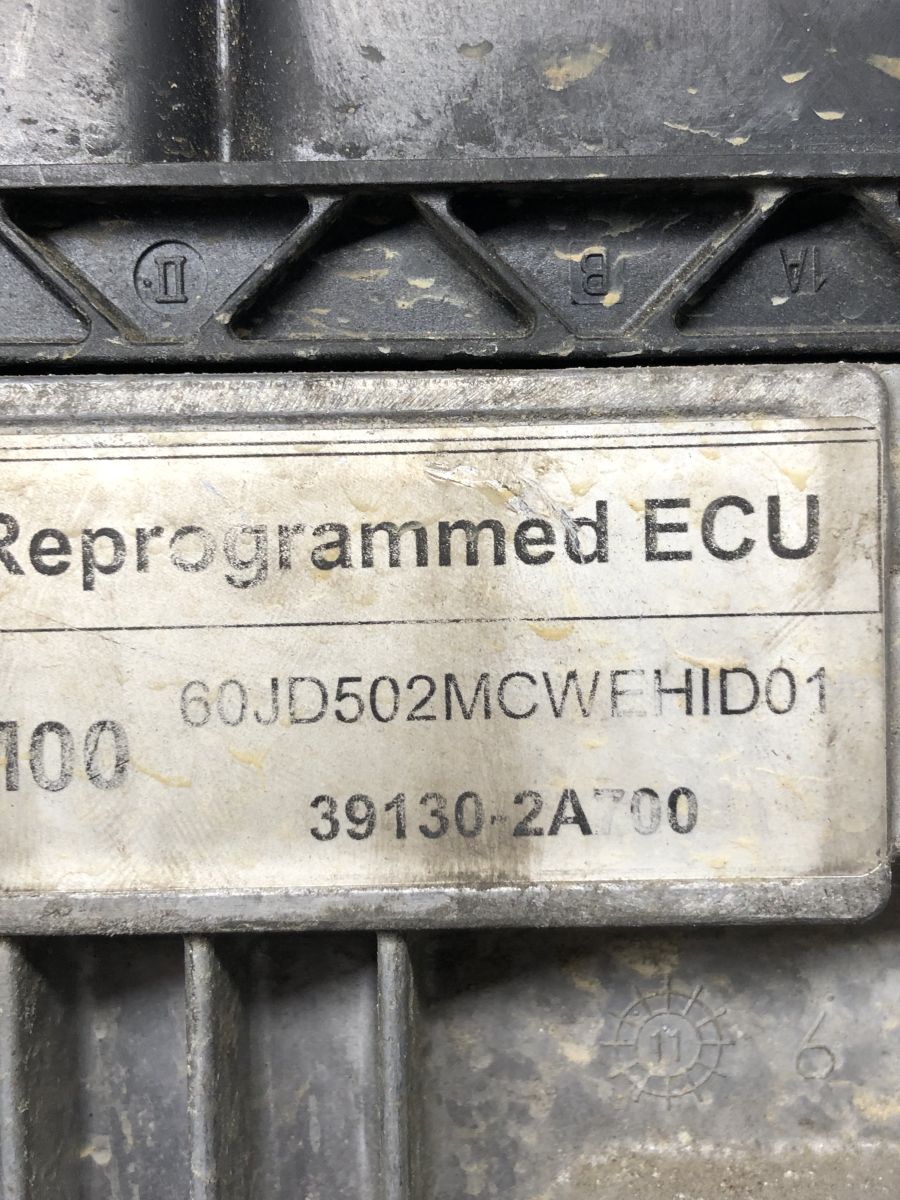 B
1A
Reprogrammed ECU
60JD502MCWEHID01
100
39130-2A700
11
6